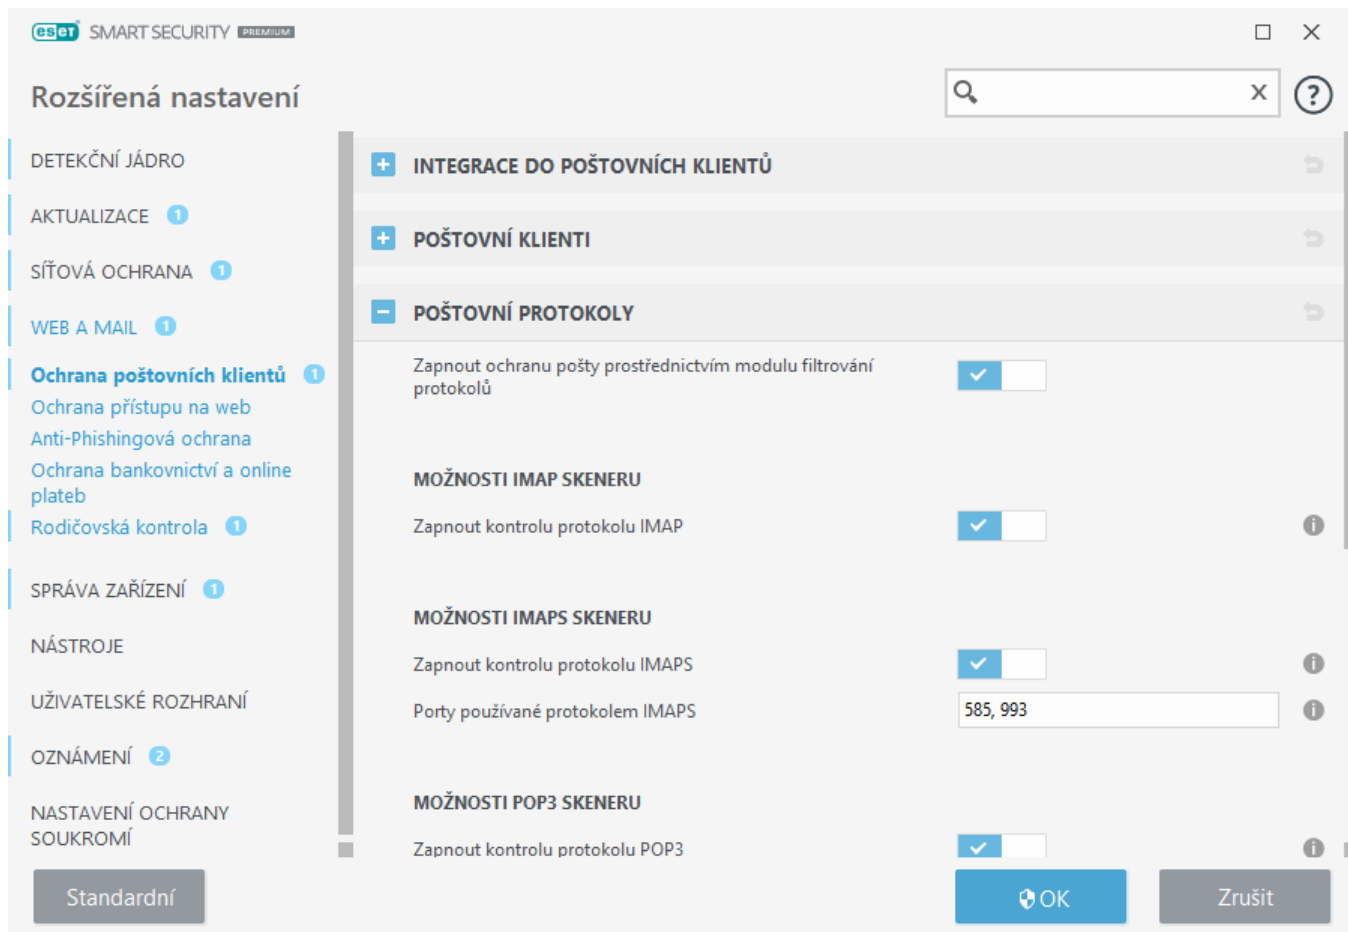 eset SMART SECURITY PREMIUM
Rozšířená nastavení
x
?
DETEKČNÍ JÁDRO
AKTUALIZACE 1
SÍŤOVÁ OCHRANA 1
WEB A MAIL 1
Ochrana poštovních klientů 1
Ochrana přístupu na web
Anti-Phishingová ochrana
Ochrana bankovnictví a online
plateb
Rodičovská kontrola 1
SPRÁVA ZAŘÍZENÍ 1
NÁSTROJE
UŽIVATELSKÉ ROZHRANÍ
OZNÁMENÍ 2
NASTAVENÍ OCHRANY
SOUKROMÍ
INTEGRACE DO POŠTOVNÍCH KLIENTŮ
POŠTOVNÍ KLIENTI
POŠTOVNÍ PROTOKOLY
Zapnout ochranu pošty prostřednictvím modulu filtrování
protokolů
MOŽNOSTI IMAP SKENERU
Zapnout kontrolu protokolu IMAP
MOŽNOSTI IMAPS SKENERU
Zapnout kontrolu protokolu IMAPS
Porty používané protokolem IMAPS 585, 993
MOŽNOSTI POP3 SKENERU
Zapnout kontrolu protokolu POP3
Standardní
OK
Zrušit